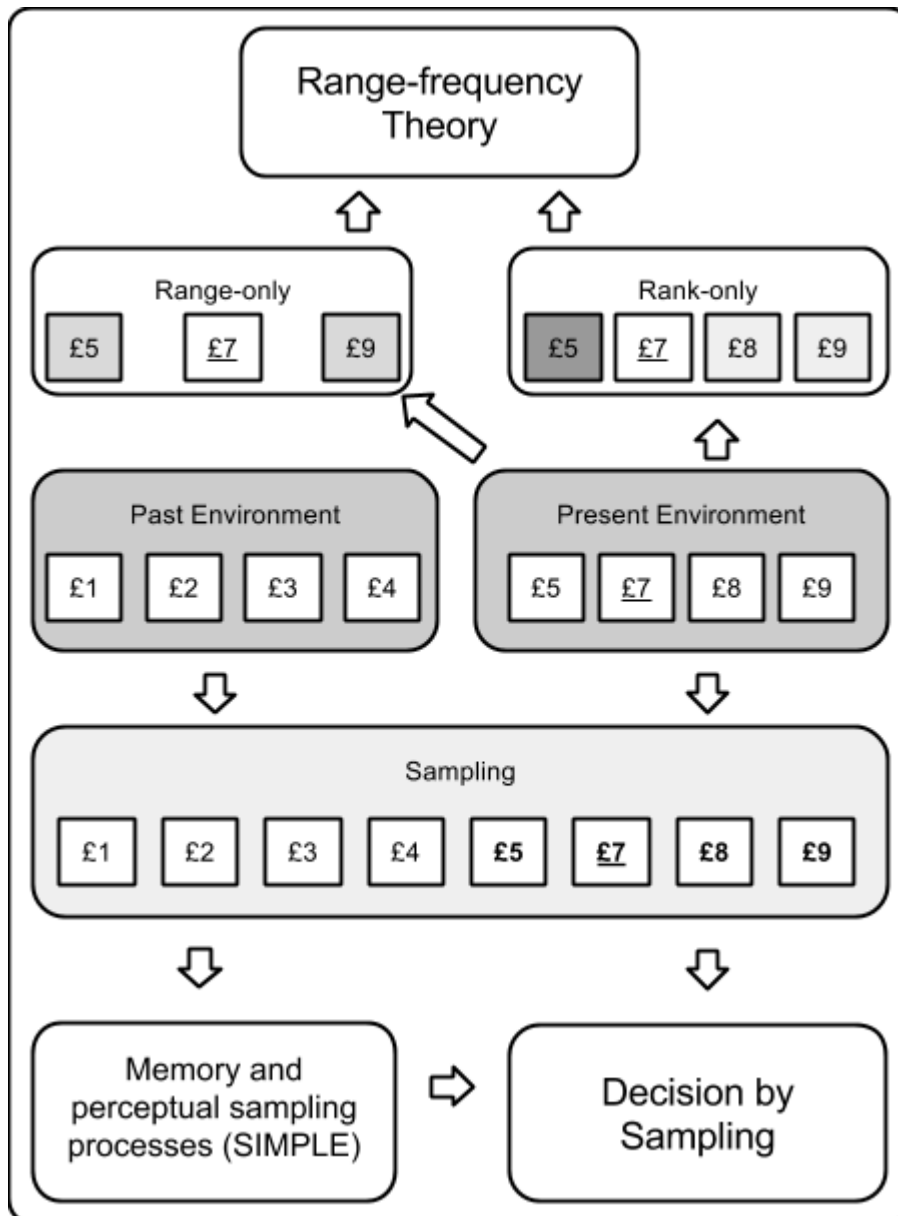 Range-frequency
Theory
Range-only
£5 £7 £9
Rank-only
£5 £7 £8 £9
Past Environment
£1 £2 £3 £4
Present Environment
£5 £7 £8 £9
Sampling
£1 £2 £3 £4 £5 £7 £8 £9
Memory and
perceptual sampling
processes (SIMPLE)
Decision by
Sampling